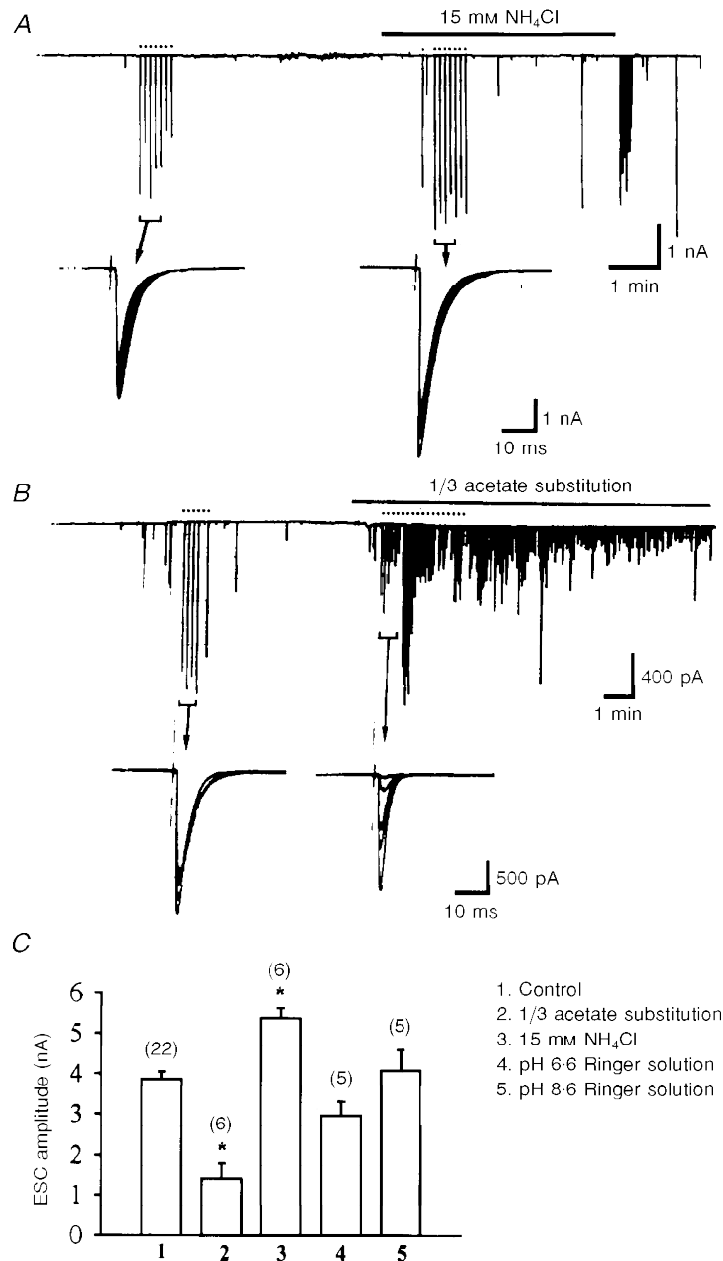 A
15 mM NH₄Cl
1 nA
1 min
1 nA
10 ms
B
1/3 acetate substitution
400 pA
1 min
500 pA
10 ms
C
ESC amplitude (nA)
6
5
4
3
2
1
0
(22)
(6)
*
(6)
*
(5)
(5)
1 2 3 4 5
1. Control
2. 1/3 acetate substitution
3. 15 mM NH₄Cl
4. pH 6·6 Ringer solution
5. pH 8·6 Ringer solution